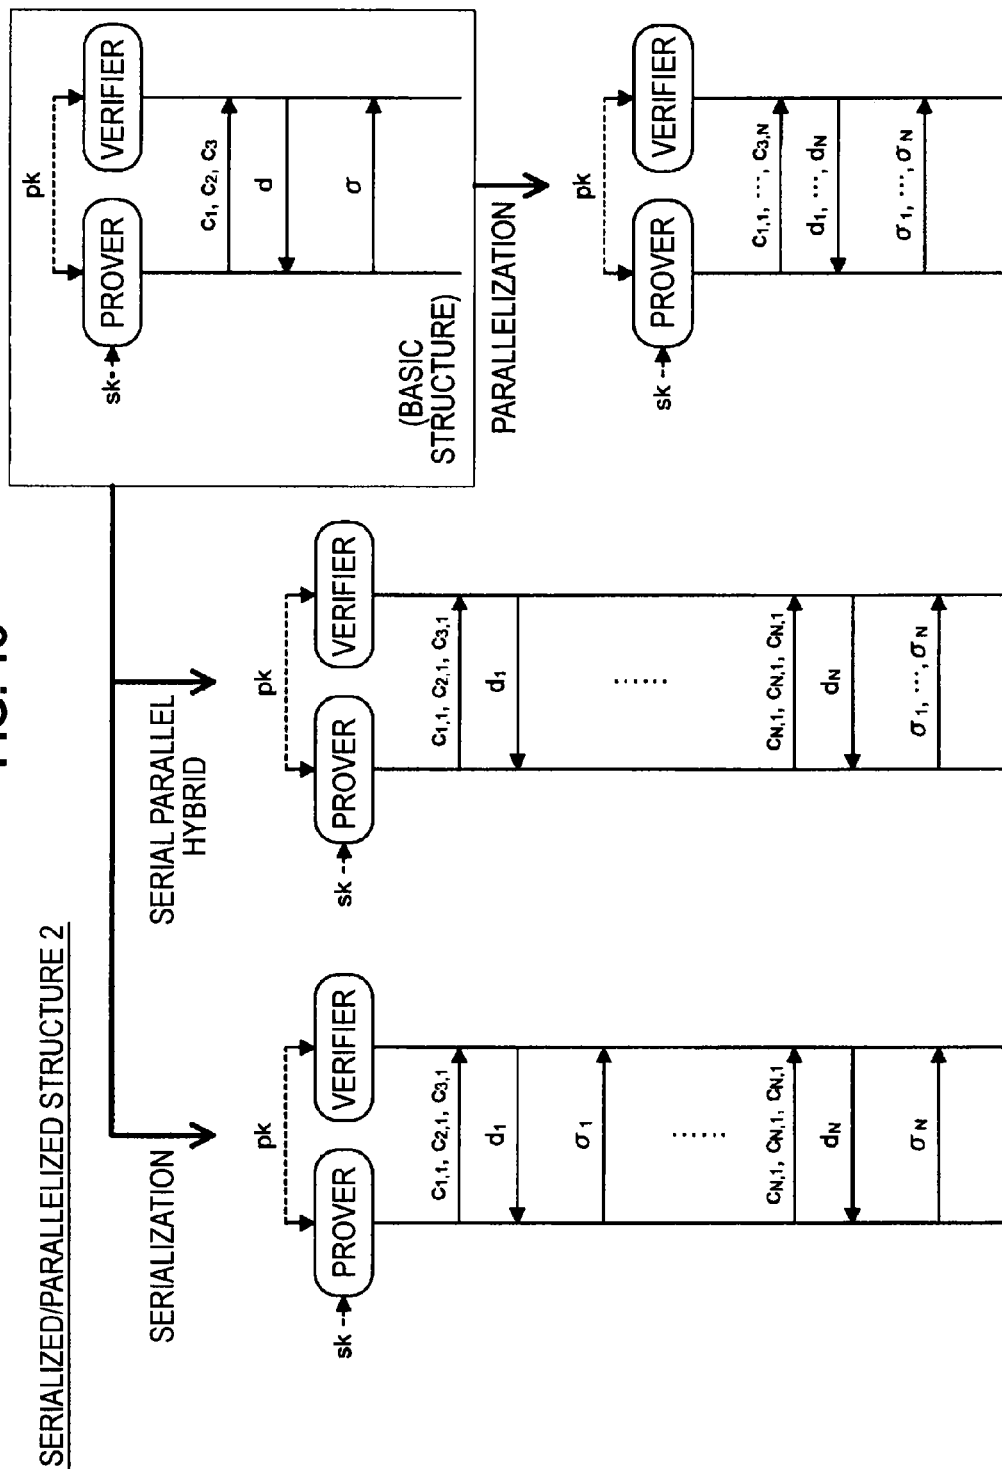 SERIALIZED/PARALLELIZED STRUCTURE 2
pk
sk
PROVER
VERIFIER
c1, c2, c3
d
σ
(BASIC
STRUCTURE)
SERIALIZATION
pk
sk
PROVER
VERIFIER
c1,1, c2,1, c3,1
d1
σ1
......
cN,1, cN,1, cN,1
dN
σN
SERIAL PARALLEL
HYBRID
pk
sk
PROVER
VERIFIER
c1,1, c2,1, c3,1
d1
......
cN,1, cN,1, cN,1
dN
σ1, ..., σN
PARALLELIZATION
pk
sk
PROVER
VERIFIER
c1,1, ..., c3,N
d1, ..., dN
σ1, ..., σN